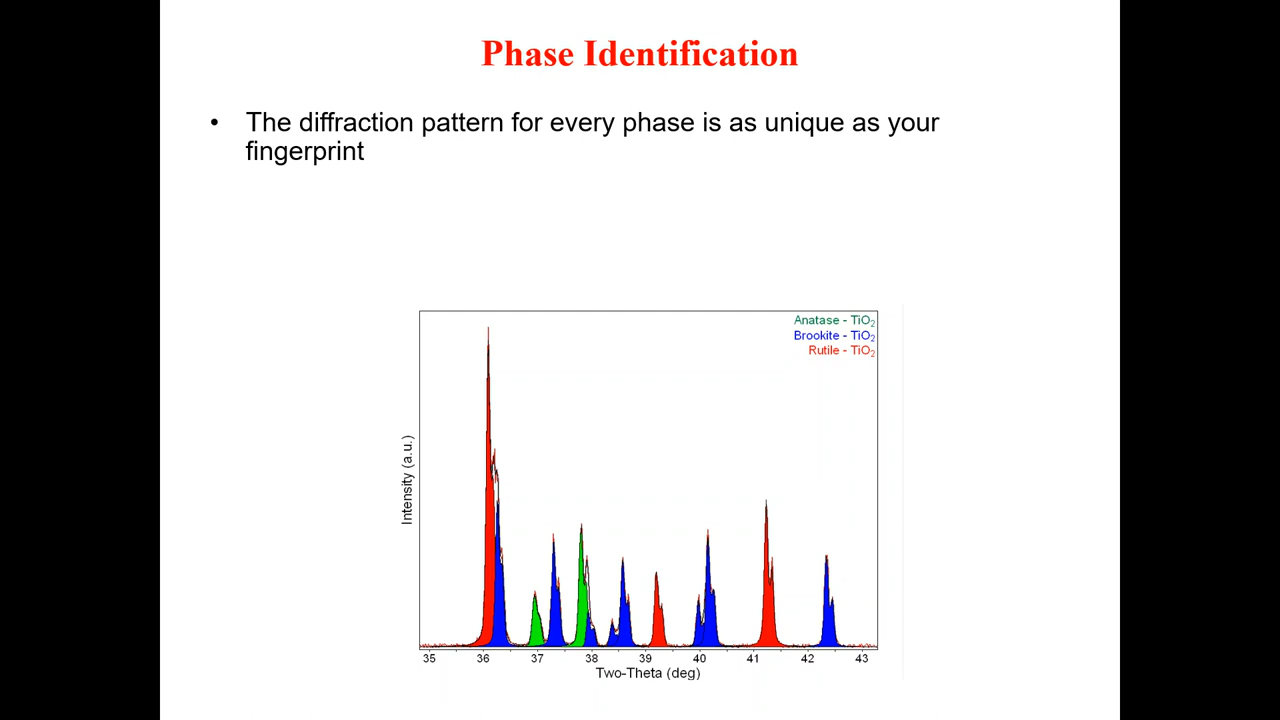 Phase Identification
• The diffraction pattern for every phase is as unique as your
fingerprint
Anatase - TiO₂
Brookite - TiO₂
Rutile - TiO₂
Intensity (a.u.)
35 36 37 38 39 40 41 42 43
Two-Theta (deg)